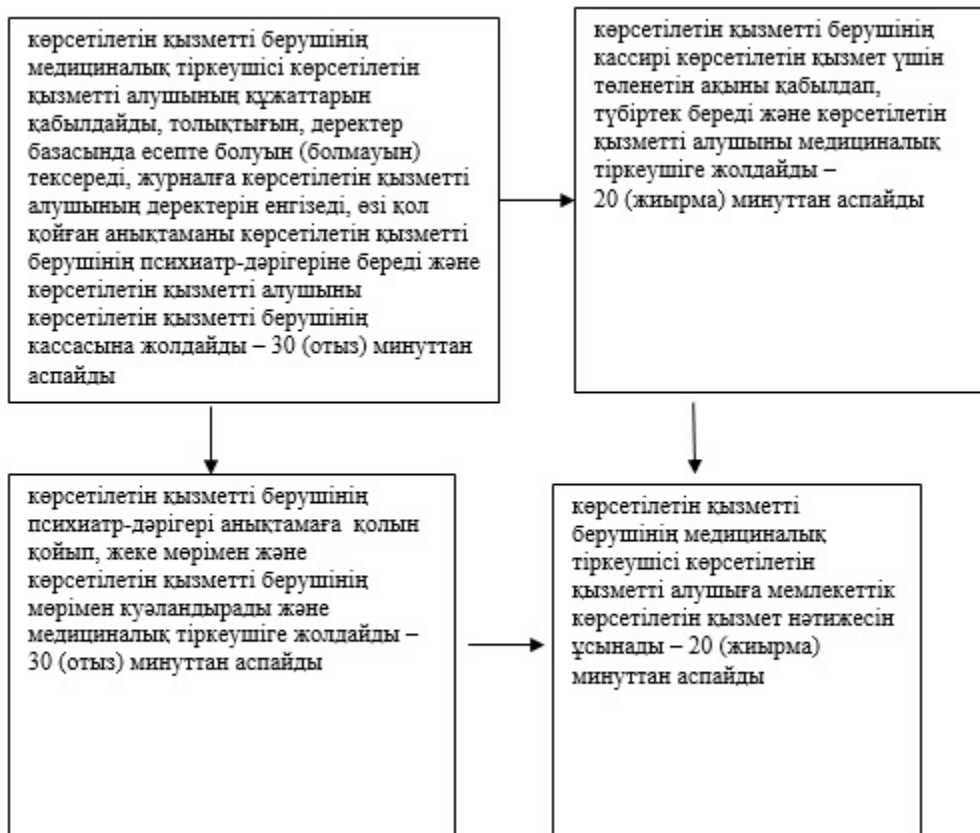 көрсетілетін қызметті берушінің
медициналық тіркеушісі көрсетілетін
қызметті алушының құжаттарын
қабылдайды, толықтығын, деректер
базасында есепте болуын (болмауын)
тексереді, журналға көрсетілетін қызметті
алушының деректерін енгізеді, өзі қол
қойған анықтаманы көрсетілетін қызметті
берушінің психиатр-дәрігеріне береді және
көрсетілетін қызметті алушыны
көрсетілетін қызметті берушінің
кассасына жолдайды – 30 (отыз) минуттан
аспайды
көрсетілетін қызметті берушінің
кассирі көрсетілетін қызмет үшін
төленетін ақыны қабылдап,
түбіртек береді және көрсетілетін
қызметті алушыны медициналық
тіркеушіге жолдайды –
20 (жиырма) минуттан аспайды
көрсетілетін қызметті берушінің
психиатр-дәрігері анықтамаға  қолын
қойып, жеке мөрімен және
көрсетілетін қызметті берушінің
мөрімен куәландырады және
медициналық тіркеушіге жолдайды –
30 (отыз) минуттан аспайды
көрсетілетін қызметті
берушінің медициналық
тіркеушісі көрсетілетін
қызметті алушыға мемлекеттік
көрсетілетін қызмет нәтижесін
ұсынады – 20 (жиырма)
минуттан аспайды